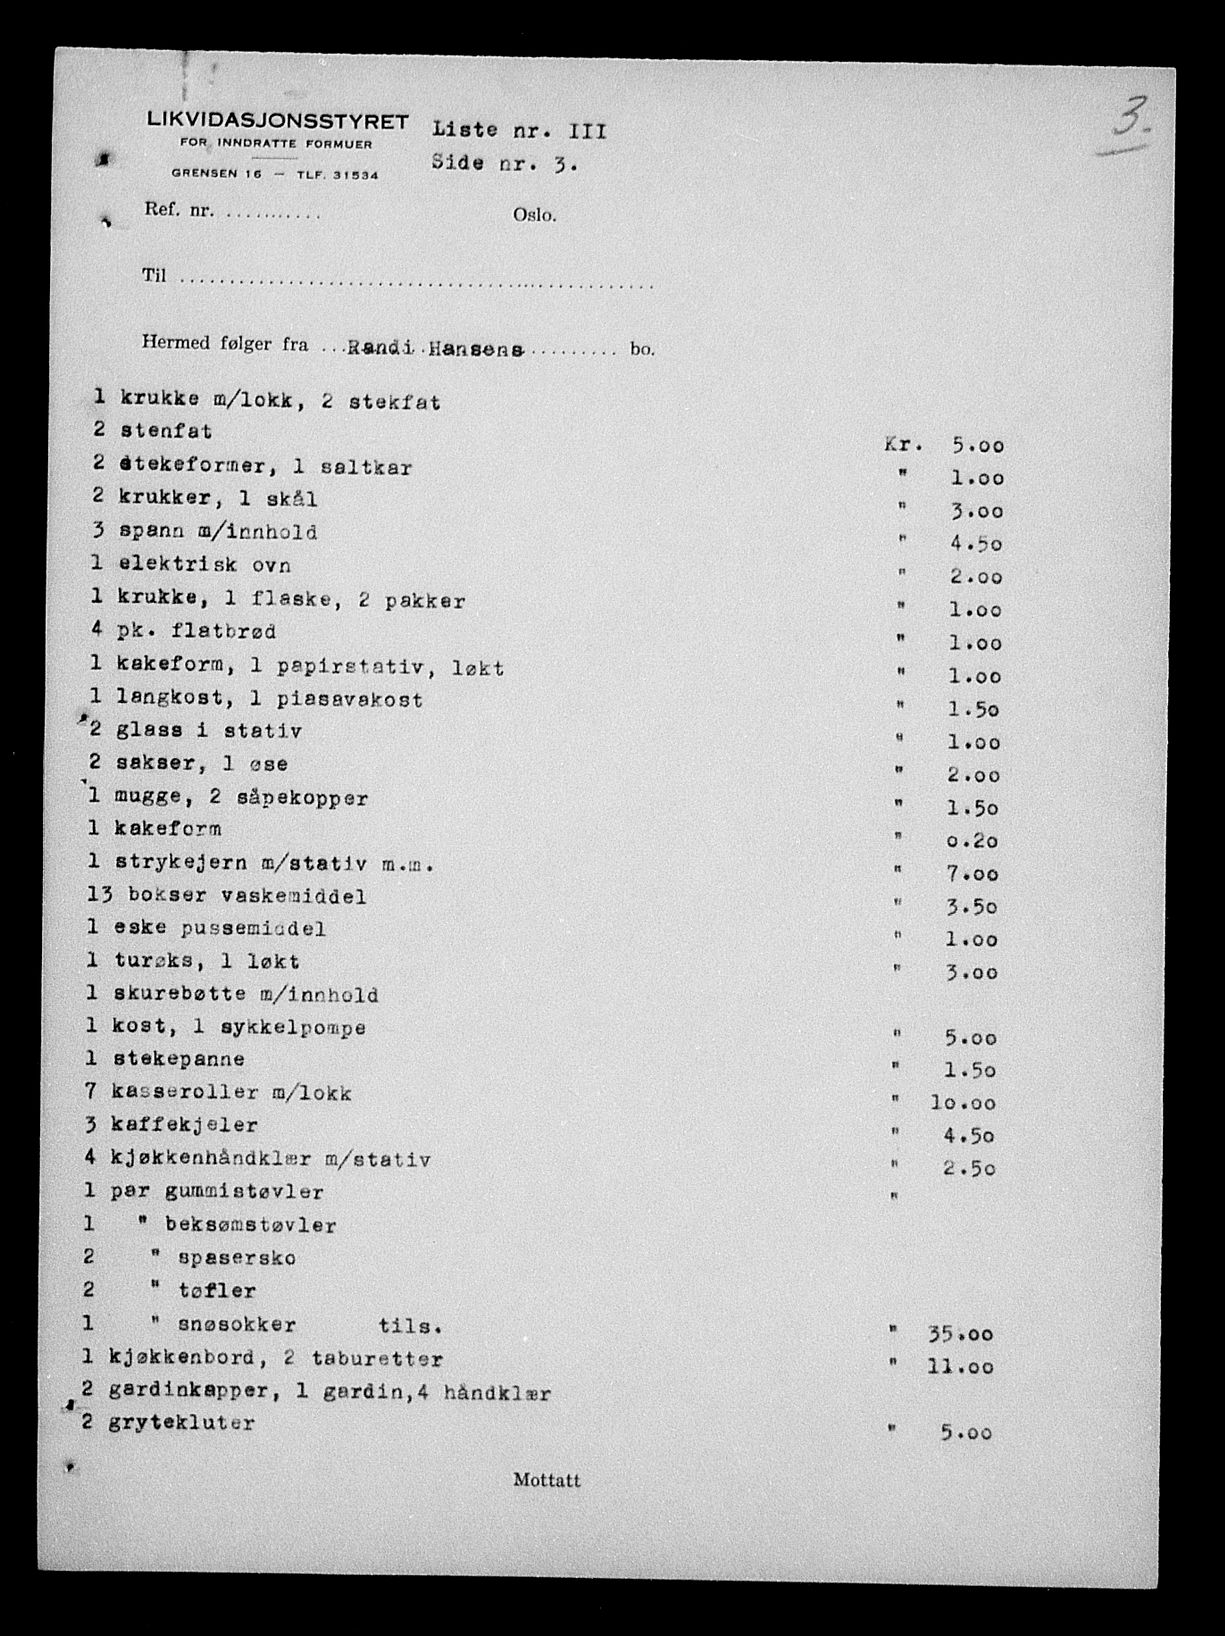 3.
LIKVIDASJONSSTYRET
FOR INNDRATTE FORMUER
GRENSEN 16 — TLF. 31534
Liste nr. III
Side nr. 3.
Ref. nr. ........... Oslo.
Til ................................................
Hermed følger fra ...Randi Hansens......... bo.
1 krukke m/lokk, 2 stekfat
2 stenfat Kr. 5.00
2 stekeformer, 1 saltkar " 1.00
2 krukker, 1 skål " 3.00
3 spann m/innhold " 4.50
1 elektrisk ovn " 2.00
1 krukke, 1 flaske, 2 pakker " 1.00
4 pk. flatbrød " 1.00
1 kakeform, 1 papirstativ, løkt " 1.00
1 langkost, 1 piasavakost " 1.50
2 glass i stativ " 1.00
2 sakser, 1 øse " 2.00
1 mugge, 2 såpekopper " 1.50
1 kakeform " 0.20
1 strykejern m/stativ m.m. " 7.00
13 bokser vaskemiddel " 3.50
1 eske pussemiddel " 1.00
1 turøks, 1 løkt " 3.00
1 skurebøtte m/innhold
1 kost, 1 sykkelpompe " 5.00
1 stekepanne " 1.50
7 kasseroller m/lokk " 10.00
3 kaffekjeler " 4.50
4 kjøkkenhåndklær m/stativ " 2.50
1 par gummistøvler "
1 " beksømstøvler
2 " spasersko
2 " tøfler
1 " snøsokker tils. " 35.00
1 kjøkkenbord, 2 taburetter " 11.00
2 gardinkapper, 1 gardin,4 håndklær
2 grytekluter " 5.00
Mottatt